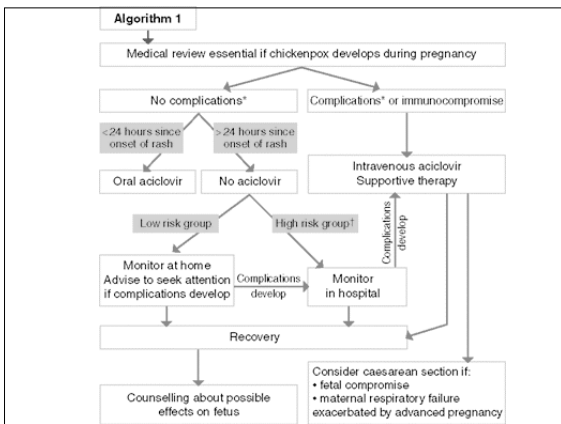 Algorithm 1
Medical review essential if chickenpox develops during pregnancy
No complications*
Complications* or immunocompromise
<24 hours since
onset of rash
>24 hours since
onset of rash
Oral aciclovir
No aciclovir
Intravenous aciclovir
Supportive therapy
Low risk group
High risk group†
Complications
develop
Monitor at home
Advise to seek attention
if complications develop
Complications
develop
Monitor
in hospital
Recovery
Counselling about possible
effects on fetus
Consider caesarean section if:
• fetal compromise
• maternal respiratory failure
exacerbated by advanced pregnancy